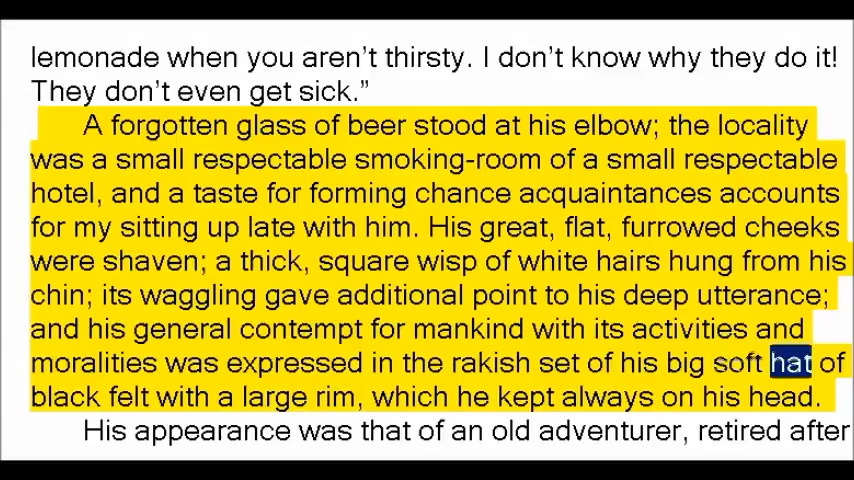 lemonade when you aren’t thirsty. I don’t know why they do it!
They don’t even get sick.”
A forgotten glass of beer stood at his elbow; the locality
was a small respectable smoking-room of a small respectable
hotel, and a taste for forming chance acquaintances accounts
for my sitting up late with him. His great, flat, furrowed cheeks
were shaven; a thick, square wisp of white hairs hung from his
chin; its waggling gave additional point to his deep utterance;
and his general contempt for mankind with its activities and
moralities was expressed in the rakish set of his big soft hat of
black felt with a large rim, which he kept always on his head.
His appearance was that of an old adventurer, retired after